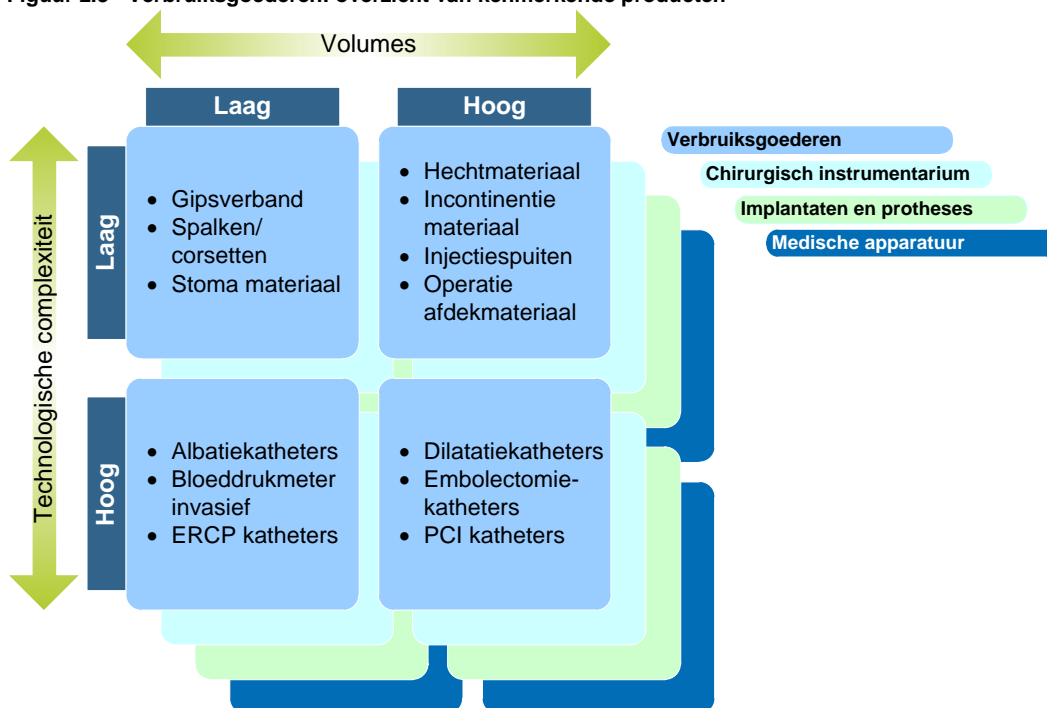 Volumes
Laag
Hoog
Technologische complexiteit
Laag
• Gipsverband
• Spalken/
corsetten
• Stoma materiaal
• Hechtmateriaal
• Incontinentie
materiaal
• Injectiespuiten
• Operatie
afdekmateriaal
Verbruiksgoederen
Chirurgisch instrumentarium
Implantaten en protheses
Medische apparatuur
Hoog
• Albatiekatheters
• Bloeddrukmeter
invasief
• ERCP katheters
• Dilatatiekatheters
• Embolectomie-
katheters
• PCI katheters